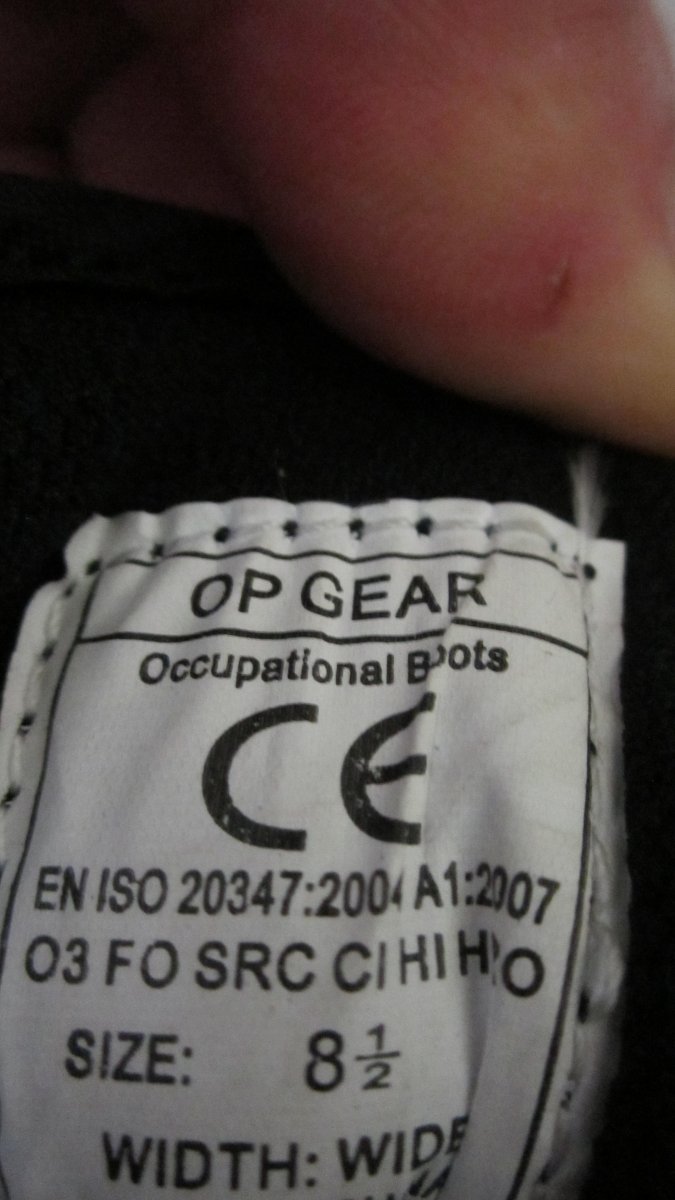 OP GEAR
Occupational Boots
CE
EN ISO 20347:2004 A1:2007
O3 FO SRC CI HI HRO
SIZE: 8 1/2
WIDTH: WIDE